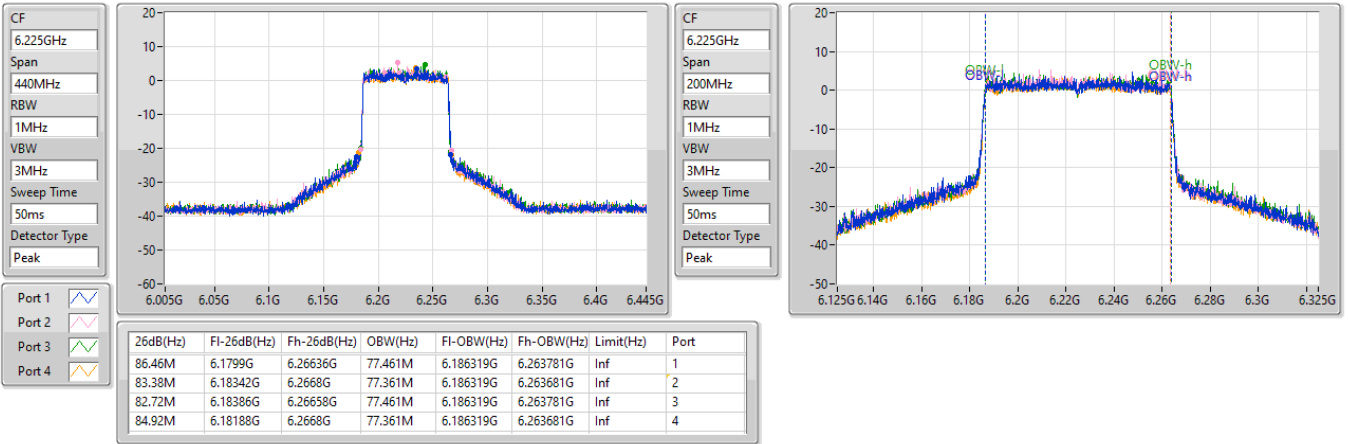 CF
6.225GHz
Span
440MHz
RBW
1MHz
VBW
3MHz
Sweep Time
50ms
Detector Type
Peak
20
10
0
-10
-20
-30
-40
-50
-60
6.005G 6.05G 6.1G 6.15G 6.2G 6.25G 6.3G 6.35G 6.4G 6.445G
CF
6.225GHz
Span
200MHz
RBW
1MHz
VBW
3MHz
Sweep Time
50ms
Detector Type
Peak
20
10
0
-10
-20
-30
-40
-50
OBW-h
OBW-h
6.125G 6.14G 6.16G 6.18G 6.2G 6.22G 6.24G 6.26G 6.28G 6.3G 6.325G
Port 1
Port 2
Port 3
Port 4
26dB(Hz) Fl-26dB(Hz) Fh-26dB(Hz) OBW(Hz) Fl-OBW(Hz) Fh-OBW(Hz) Limit(Hz) Port
86.46M 6.1799G 6.26636G 77.461M 6.186319G 6.263781G Inf 1
83.38M 6.18342G 6.2668G 77.361M 6.186319G 6.263681G Inf 2
82.72M 6.18386G 6.26658G 77.461M 6.186319G 6.263781G Inf 3
84.92M 6.18188G 6.2668G 77.361M 6.186319G 6.263681G Inf 4